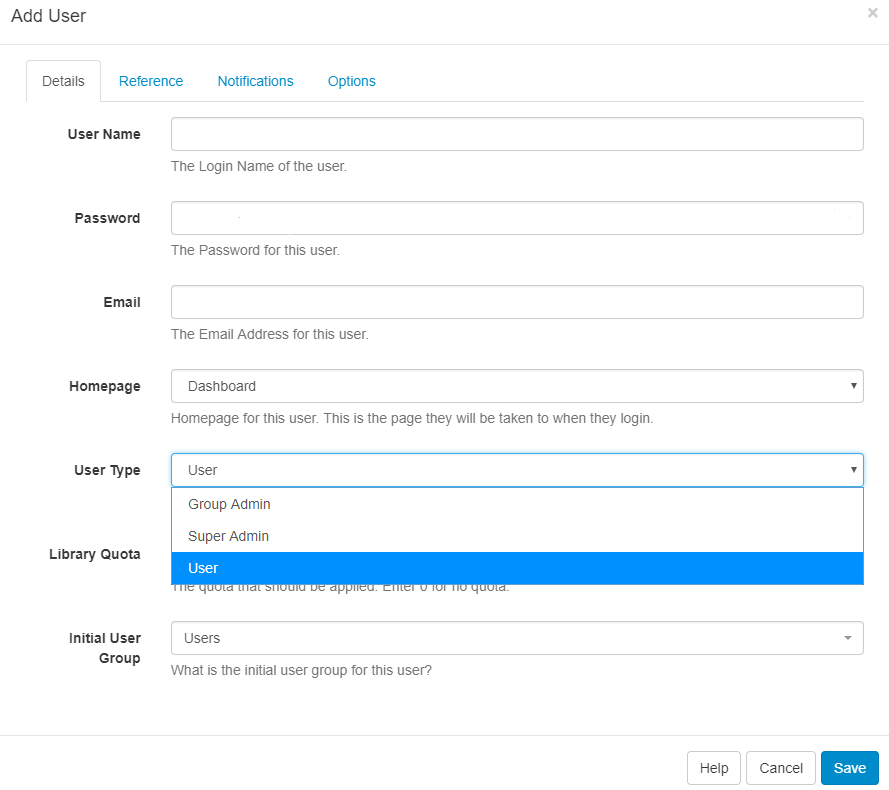 Add User
×
Details Reference Notifications Options
User Name
The Login Name of the user.
Password
The Password for this user.
Email
The Email Address for this user.
Homepage
Dashboard
Homepage for this user. This is the page they will be taken to when they login.
User Type
User
Group Admin
Super Admin
User
Library Quota
The quota that should be applied. Enter 0 for no quota.
Initial User
Group
Users
What is the initial user group for this user?
Help Cancel Save